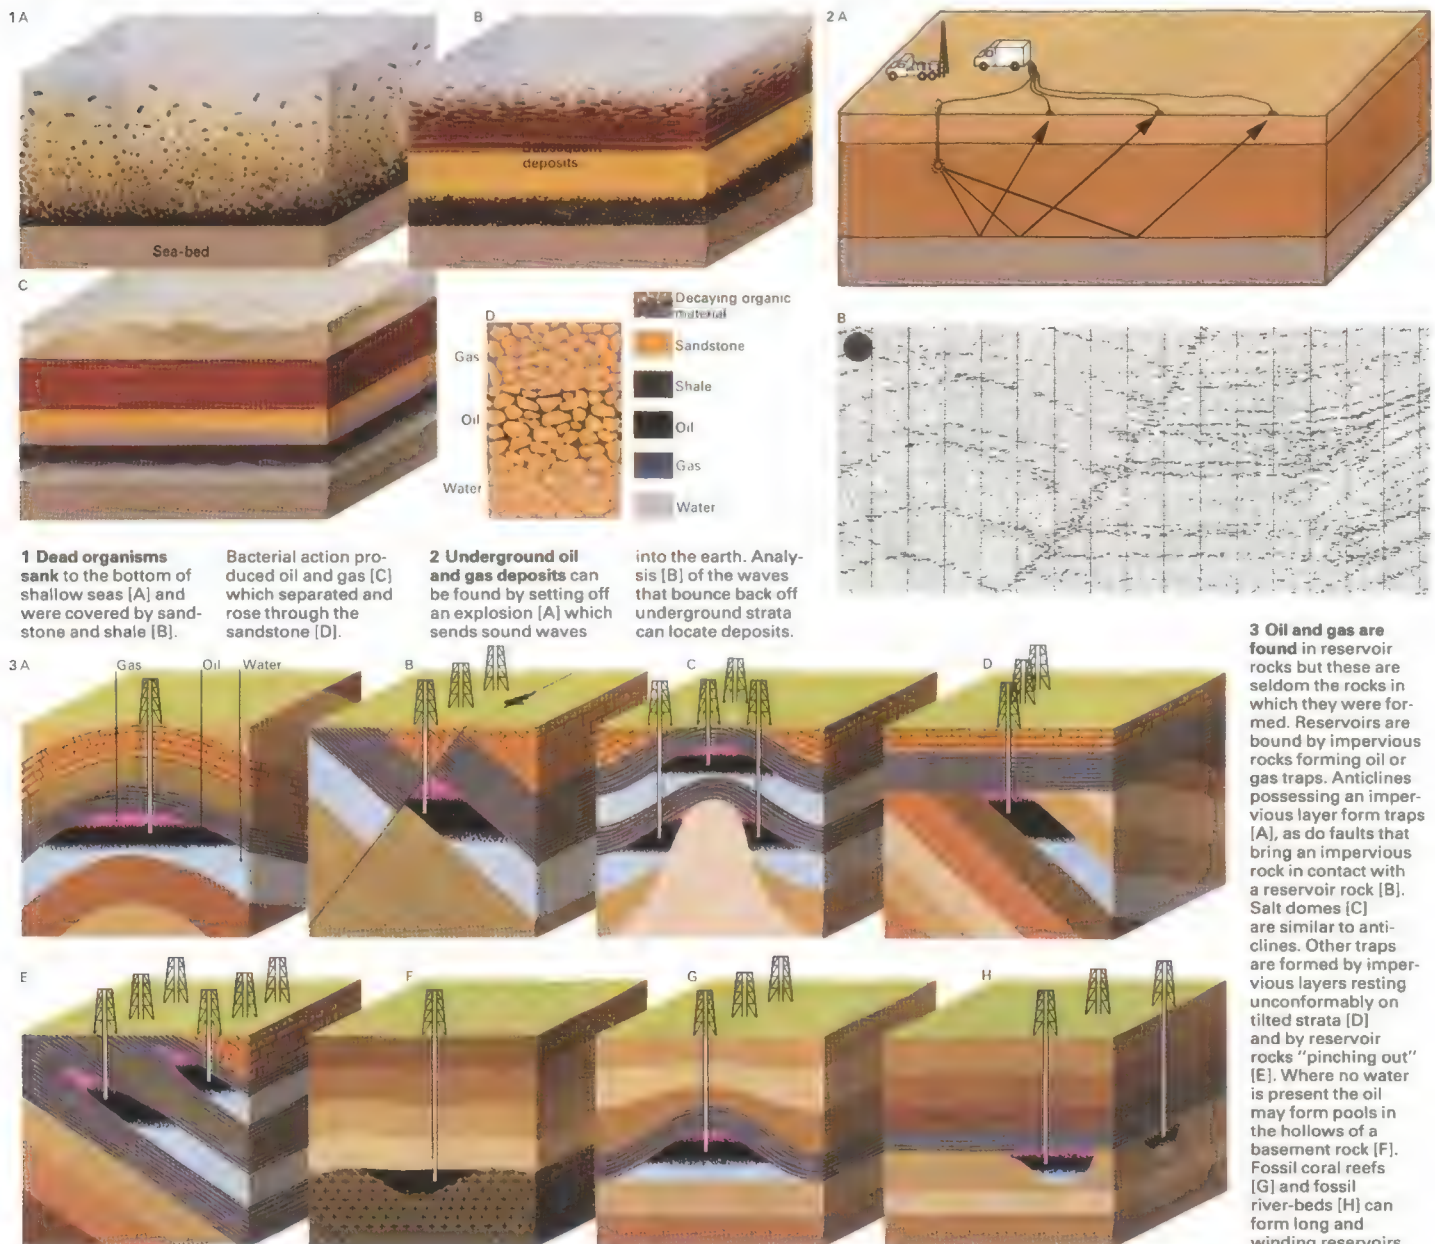 1 A
B
2 A
Subsequent
deposits
Sea-bed
C
D
Gas
Oil
Water
Decaying organic
material
Sandstone
Shale
Oil
Gas
Water
B
1 Dead organisms
sank to the bottom of
shallow seas [A] and
were covered by sand-
stone and shale [B].
Bacterial action pro-
duced oil and gas [C]
which separated and
rose through the
sandstone [D].
2 Underground oil
and gas deposits can
be found by setting off
an explosion [A] which
sends sound waves
into the earth. Analy-
sis [B] of the waves
that bounce back off
underground strata
can locate deposits.
3 A
Gas
Oil
Water
B
C
D
E
F
G
H
3 Oil and gas are
found in reservoir
rocks but these are
seldom the rocks in
which they were for-
med. Reservoirs are
bound by impervious
rocks forming oil or
gas traps. Anticlines
possessing an imper-
vious layer form traps
[A], as do faults that
bring an impervious
rock in contact with
a reservoir rock [B].
Salt domes [C]
are similar to anti-
clines. Other traps
are formed by imper-
vious layers resting
unconformably on
tilted strata [D]
and by reservoir
rocks "pinching out"
[E]. Where no water
is present the oil
may form pools in
the hollows of a
basement rock [F].
Fossil coral reefs
[G] and fossil
river-beds [H] can
form long and
winding reservoirs